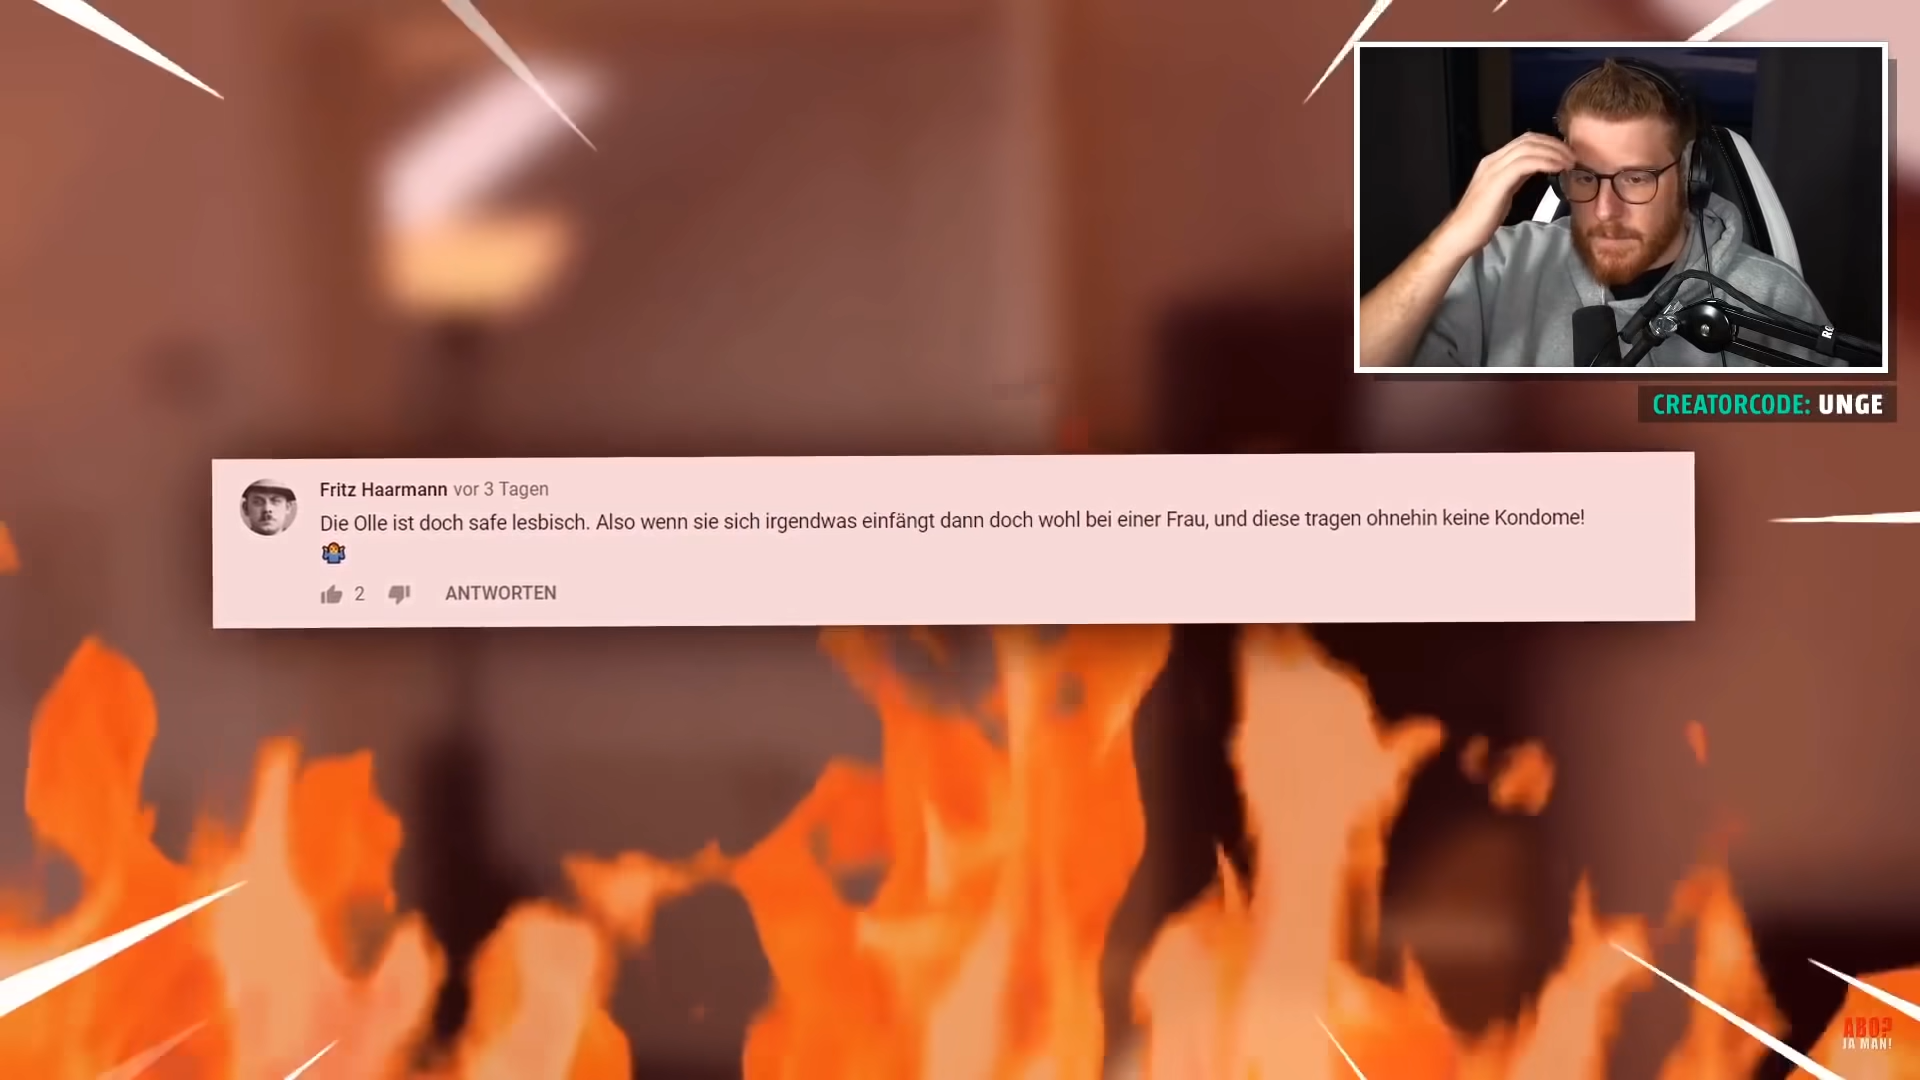 CREATORCODE: UNGE
Fritz Haarmann vor 3 Tagen
Die Olle ist doch safe lesbisch. Also wenn sie sich irgendwas einfängt dann doch wohl bei einer Frau, und diese tragen ohnehin keine Kondome!
🤷
2 ANTWORTEN
ABO?
JA MAN!